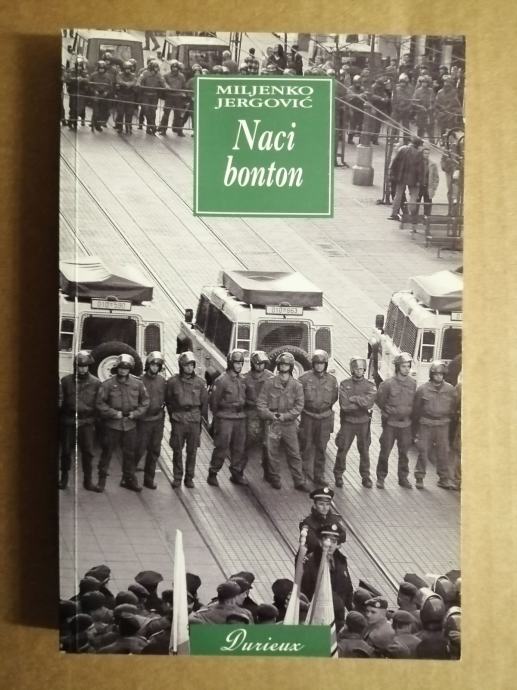 MILJENKO
JERGOVIĆ
Naci
bonton
Durieux